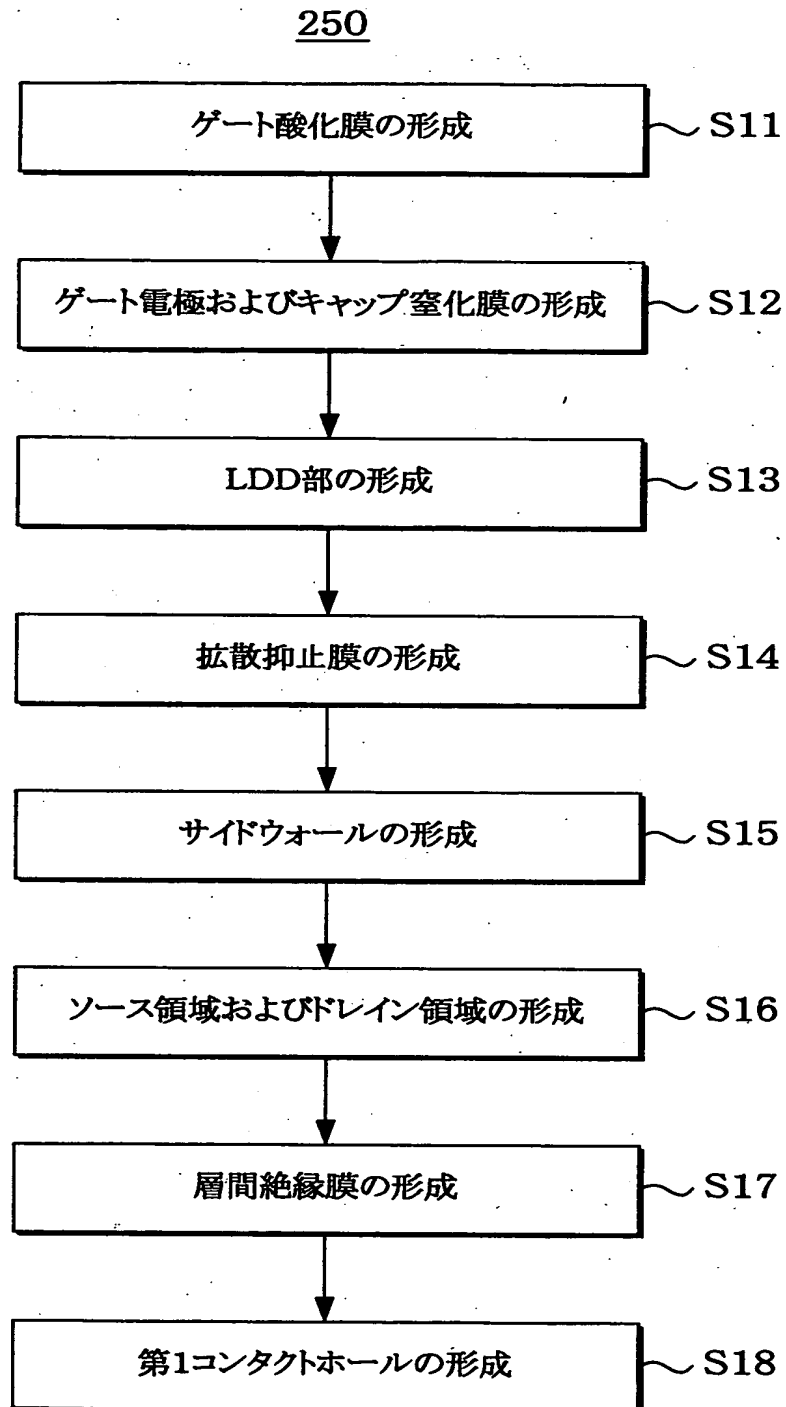 250
ゲート酸化膜の形成 S11
ゲート電極およびキャップ窒化膜の形成 S12
LDD部の形成 S13
拡散抑止膜の形成 S14
サイドウォールの形成 S15
ソース領域およびドレイン領域の形成 S16
層間絶縁膜の形成 S17
第1コンタクトホールの形成 S18